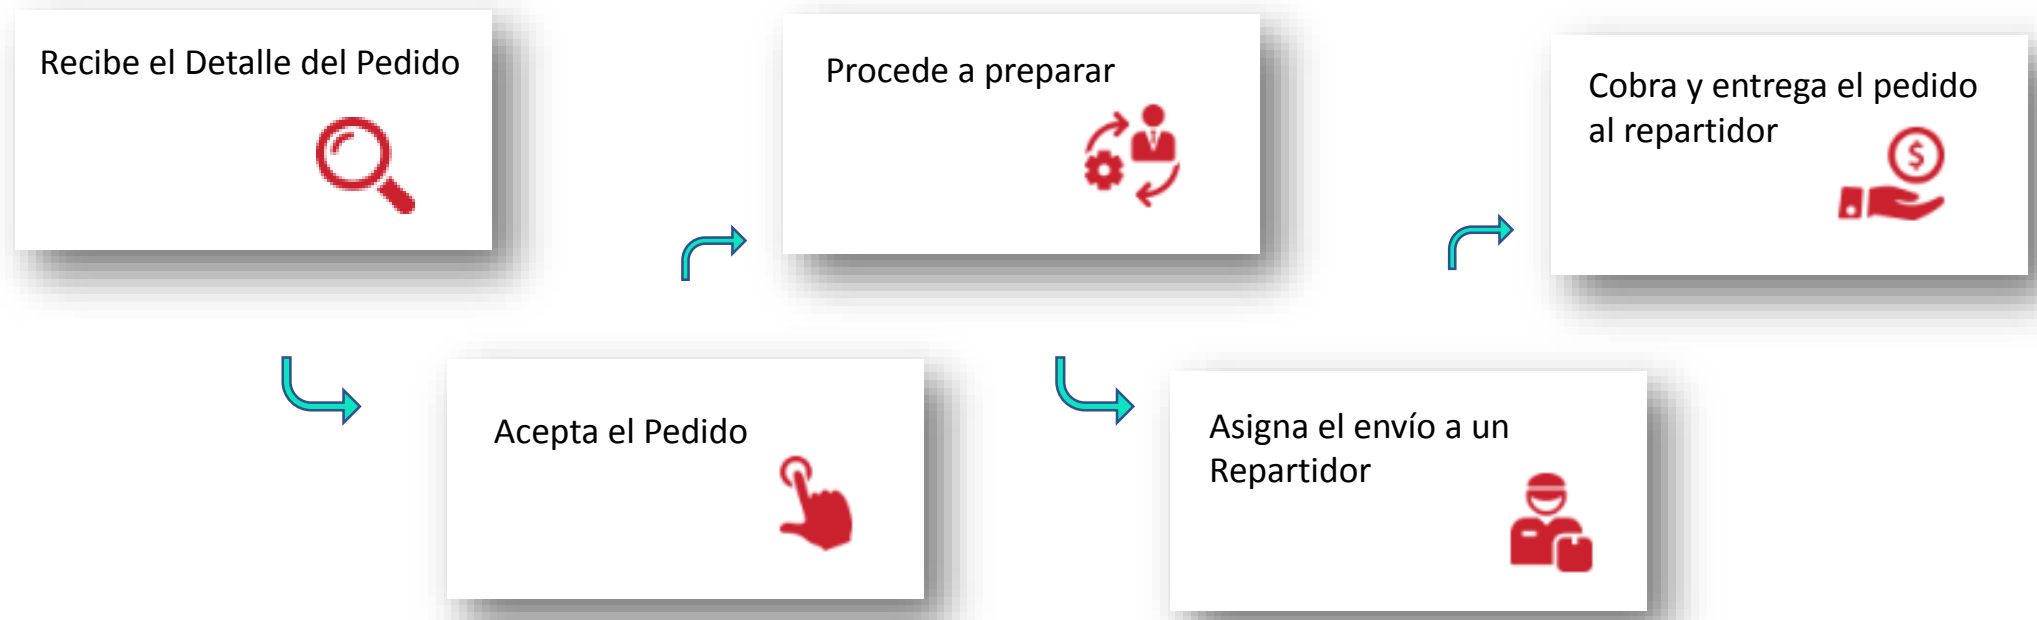 Recibe el Detalle del Pedido
Acepta el Pedido
Procede a preparar
Asigna el envío a un
Repartidor
Cobra y entrega el pedido
al repartidor
$